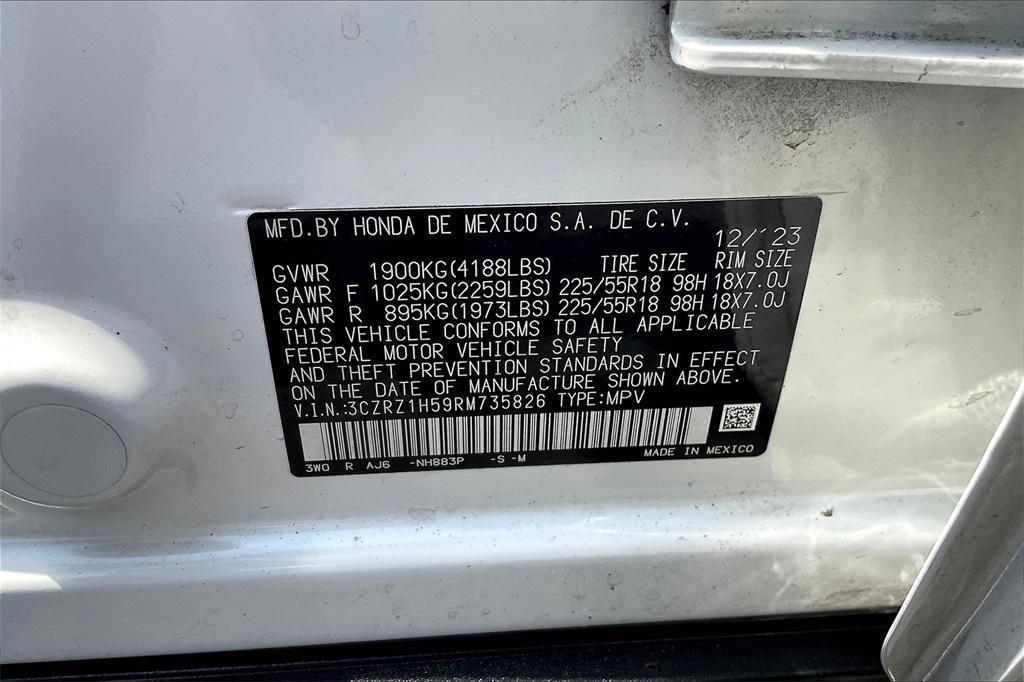 MFD.BY HONDA DE MEXICO S.A. DE C.V.
12/'23
GVWR 1900KG(4188LBS) TIRE SIZE RIM SIZE
GAWR F 1025KG(2259LBS) 225/55R18 98H 18X7.0J
GAWR R 895KG(1973LBS) 225/55R18 98H 18X7.0J
THIS VEHICLE CONFORMS TO ALL APPLICABLE
FEDERAL MOTOR VEHICLE SAFETY
AND THEFT PREVENTION STANDARDS IN EFFECT
ON THE DATE OF MANUFACTURE SHOWN ABOVE.
V.I.N.:3CZRZ1H59RM735826 TYPE:MPV
3W0 R AJ6 -NH883P -S -M MADE IN MEXICO